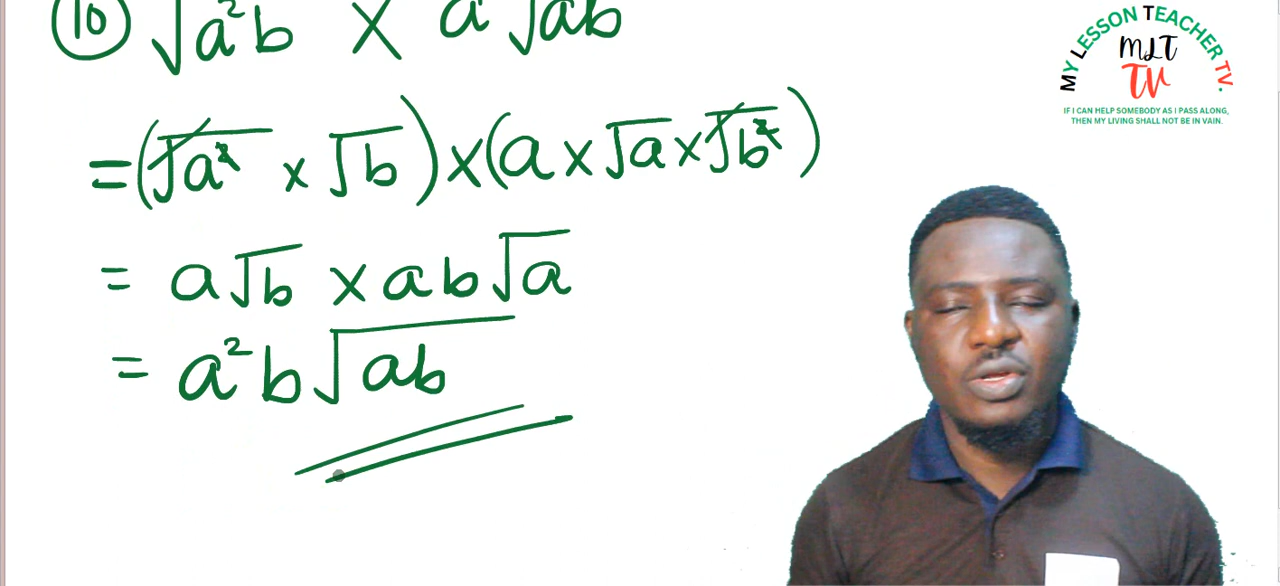 ⑩ √a²b × a√ab
MY LESSON TEACHER TV.
MLT
TV
IF I CAN HELP SOMEBODY AS I PASS ALONG,
THEN MY LIVING SHALL NOT BE IN VAIN.
=(√a² × √b)×(a × √a × √b²)
= a√b × ab√a
= a²b√ab